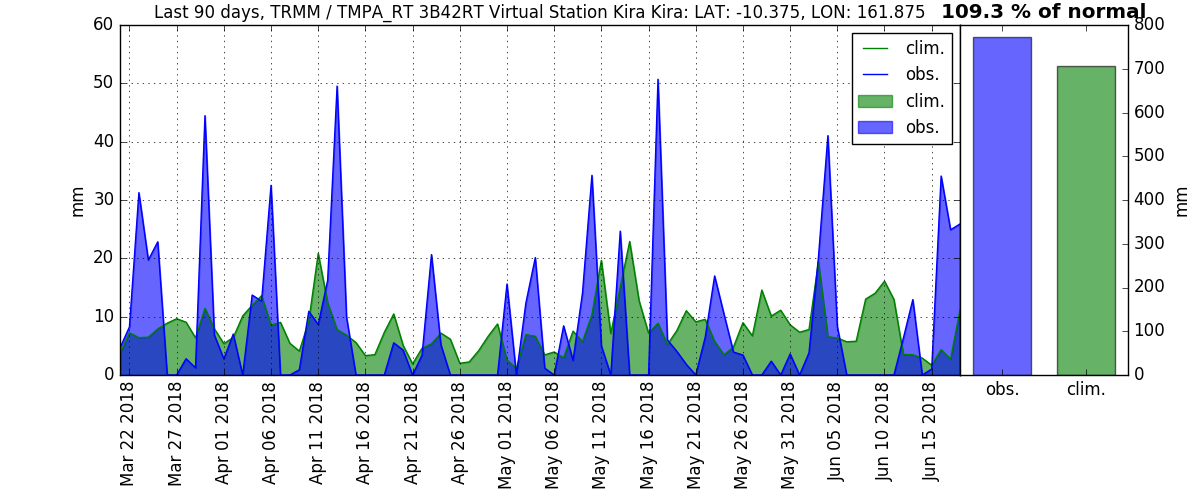 Last 90 days, TRMM / TMPA_RT 3B42RT Virtual Station Kira Kira: LAT: -10.375, LON: 161.875 109.3 % of normal
60
50
40
30
20
10
0
mm
clim.
obs.
clim.
obs.
Mar 22 2018
Mar 27 2018
Apr 01 2018
Apr 06 2018
Apr 11 2018
Apr 16 2018
Apr 21 2018
Apr 26 2018
May 01 2018
May 06 2018
May 11 2018
May 16 2018
May 21 2018
May 26 2018
May 31 2018
Jun 05 2018
Jun 10 2018
Jun 15 2018
800
700
600
500
400
300
200
100
0
mm
obs. clim.